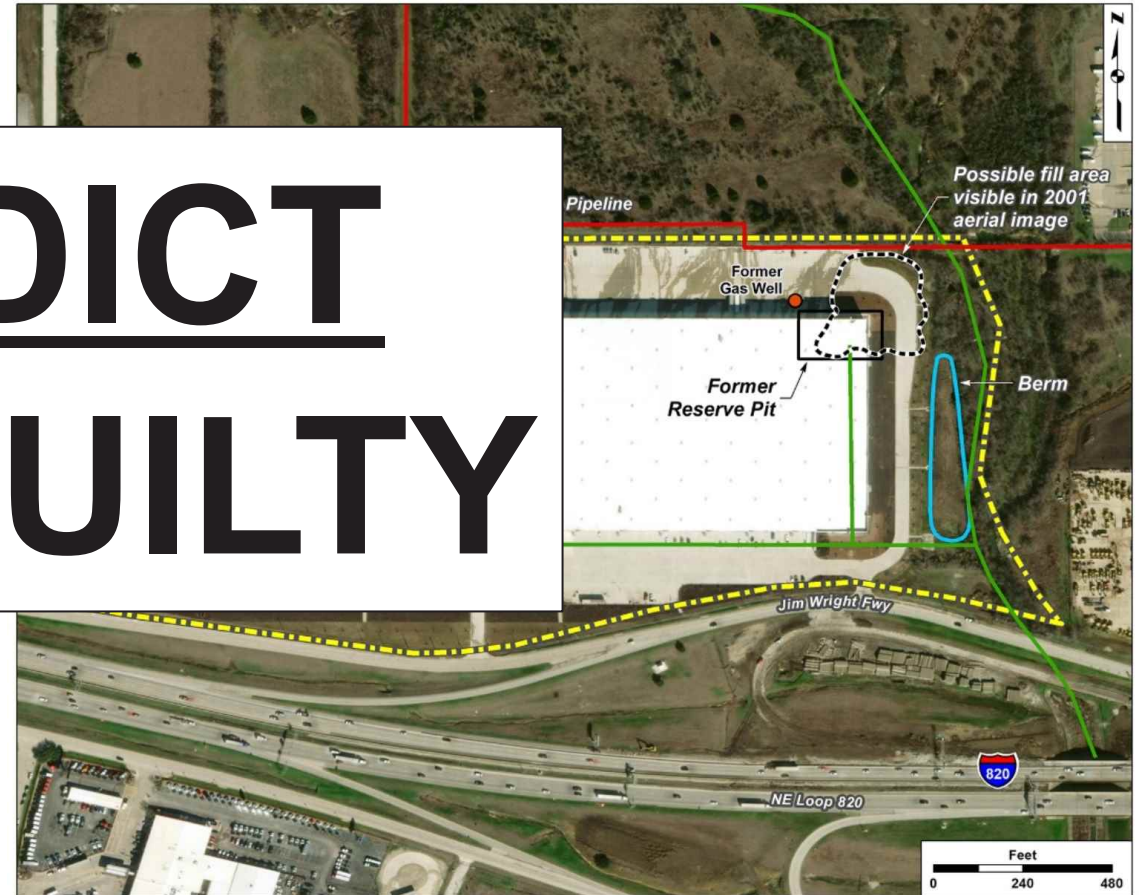 N
Possible fill area
visible in 2001
aerial image
Pipeline
DICT
Former
Gas Well
Former
Reserve Pit
Berm
UILTY
Jim Wright Fwy
820
NE Loop 820
Feet
0 240 480